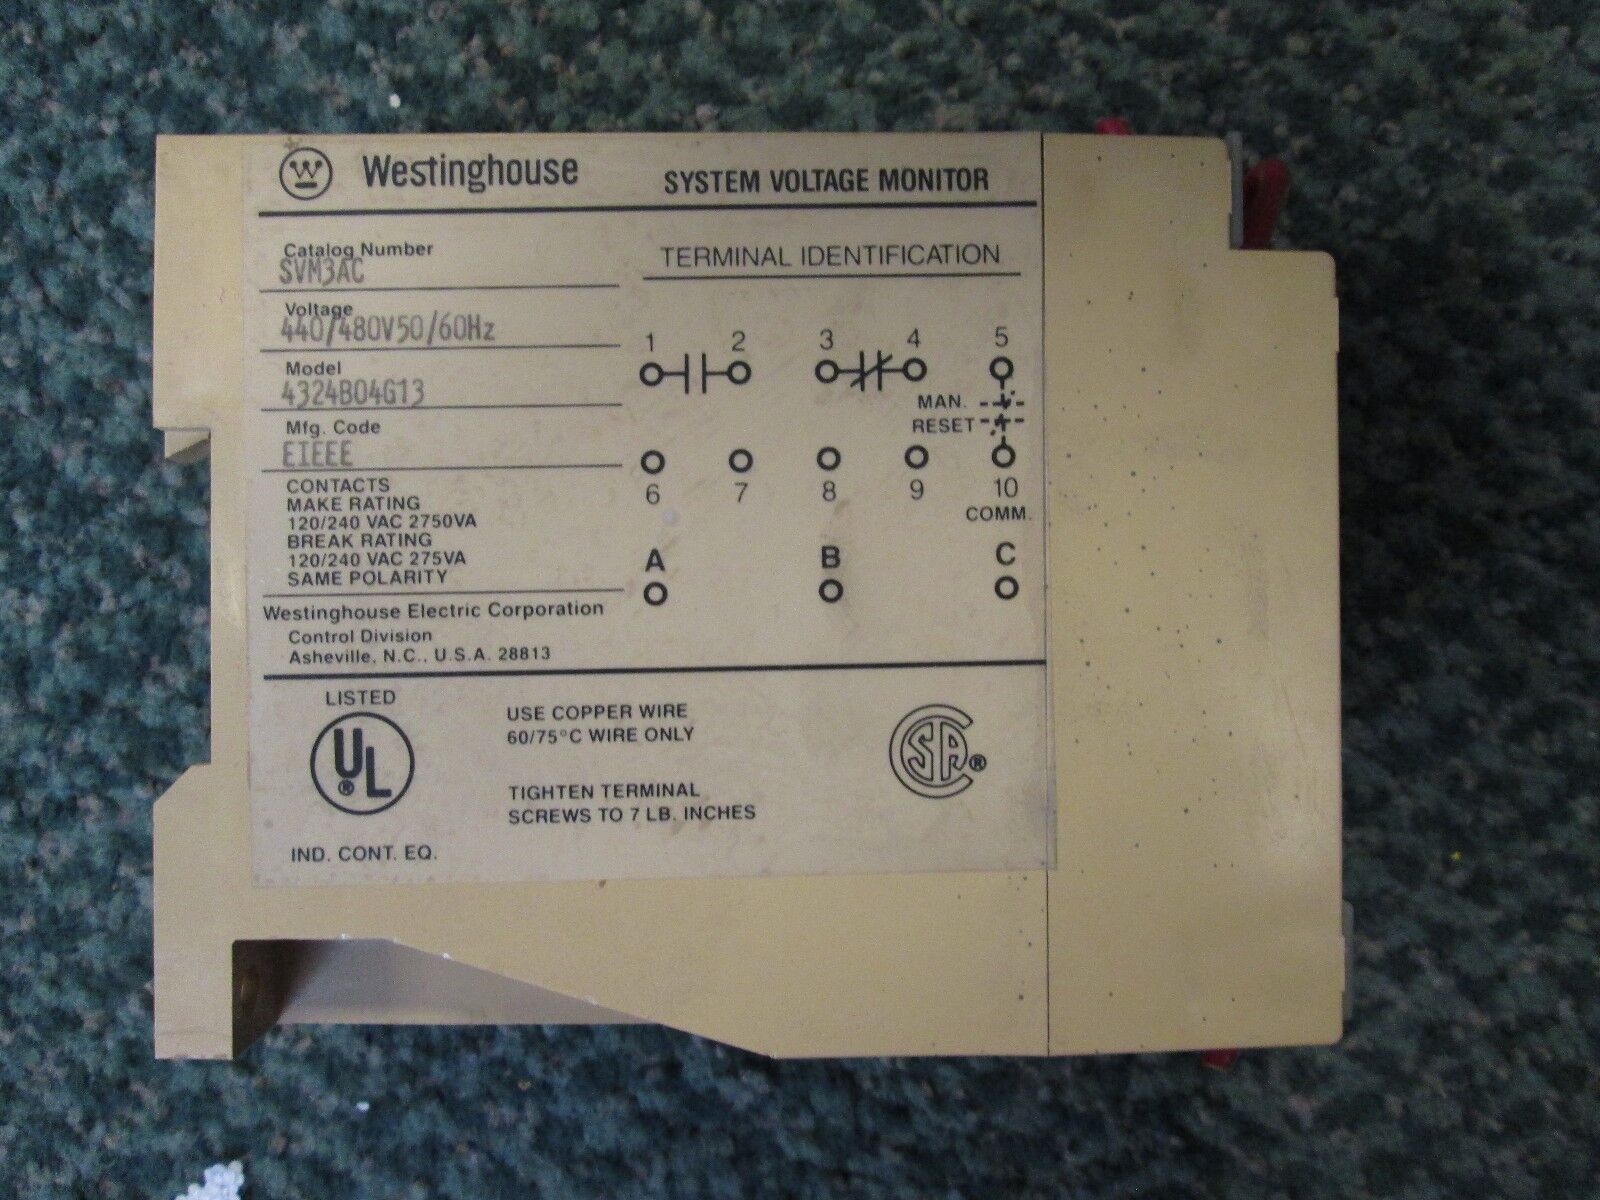 W Westinghouse SYSTEM VOLTAGE MONITOR
Catalog Number
SVM3AC
Voltage
440/480V50/60Hz
Model
4324B04G13
Mfg. Code
EIEEE
CONTACTS
MAKE RATING
120/240 VAC 2750VA
BREAK RATING
120/240 VAC 275VA
SAME POLARITY
Westinghouse Electric Corporation
Control Division
Asheville, N.C., U.S.A. 28813
TERMINAL IDENTIFICATION
1 2 3 4 5
MAN.
RESET
6 7 8 9 10
COMM.
A B C
LISTED
UL ®
IND. CONT. EQ.
USE COPPER WIRE
60/75°C WIRE ONLY
TIGHTEN TERMINAL
SCREWS TO 7 LB. INCHES
CSA ®